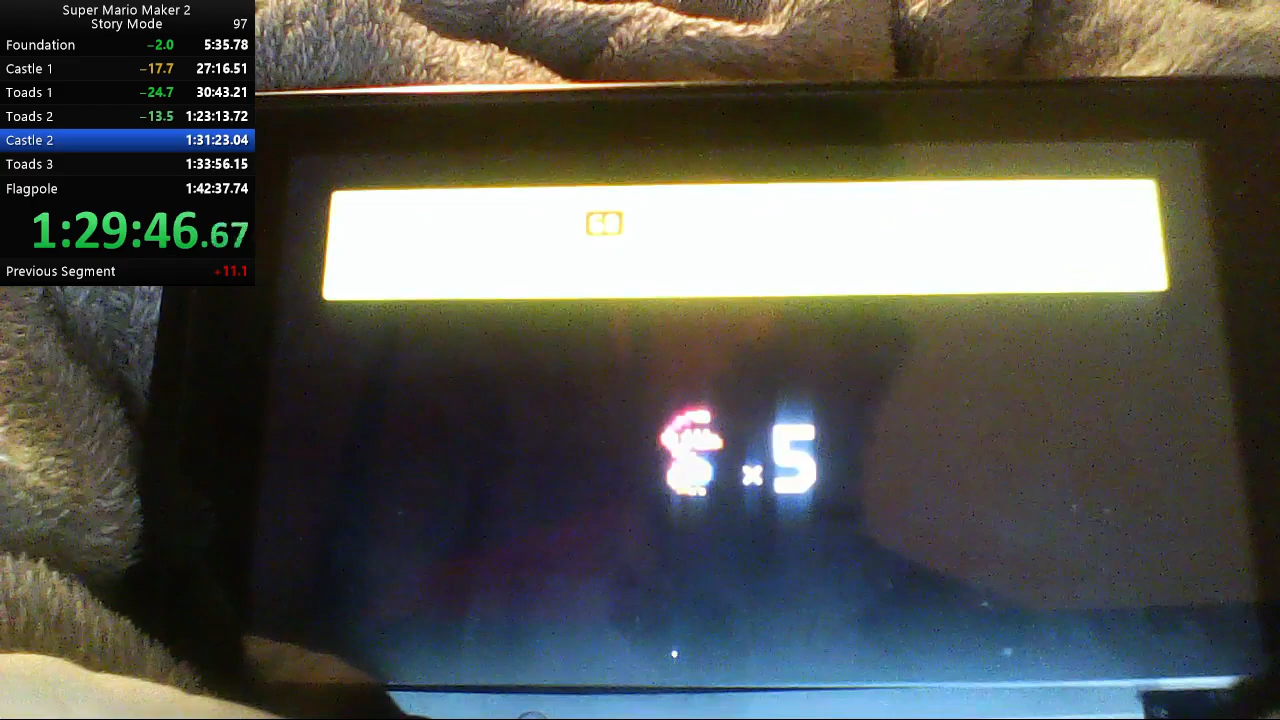 Super Mario Maker 2
Story Mode 97
Foundation -2.0 5:35.78
Castle 1 -17.7 27:16.51
Toads 1 -24.7 30:43.21
Toads 2 -13.5 1:23:13.72
Castle 2 1:31:23.04
Toads 3 1:33:56.15
Flagpole 1:42:37.74
1:29:46.67
Previous Segment +11.1
x 5